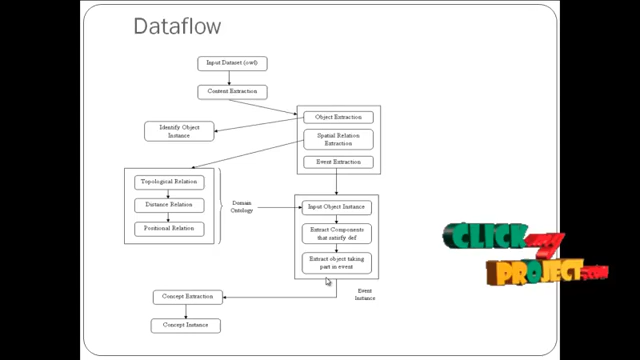 Dataflow
Input Dataset (owl)
Content Extraction
Object Extraction
Identify Object
Instance
Spatial Relation
Extraction
Event Extraction
Topological Relation
Distance Relation
Positional Relation
Domain
Ontology
Input Object Instance
Extract Components
that satisfy def
Extract object taking
part in event
Event
Instance
Concept Extraction
Concept Instance
CLICK my
PROJECT.com